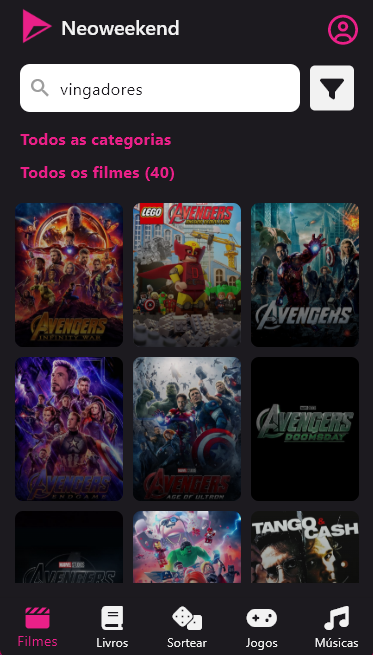 Neoweekend
vingadores
Todos as categorias
Todos os filmes (40)
AVENGERS
INFINITY WAR
LEGO AVENGERS
AVENGERS
AVENGERS
ENDGAME
AVENGERS
AGE OF ULTRON
AVENGERS
DOOMSDAY
AVENGERS
TANGO & CASH
Filmes
Livros
Sortear
Jogos
Músicas